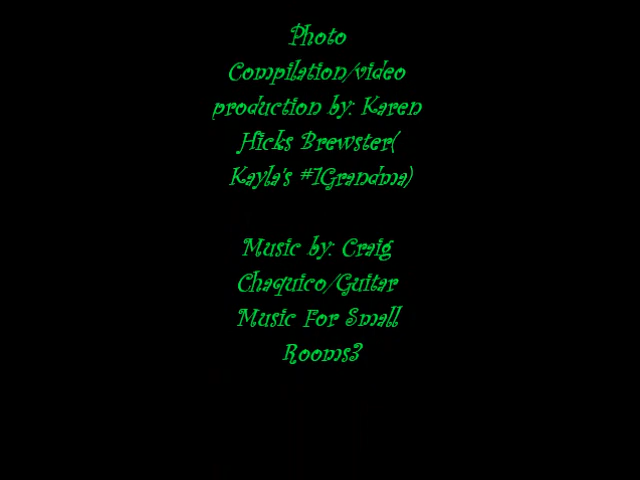 Photo
Compilation/video
production by: Karen
Hicks Brewster(
Kayla's #1Grandma)
Music by: Craig
Chaquico/Guitar
Music For Small
Rooms3